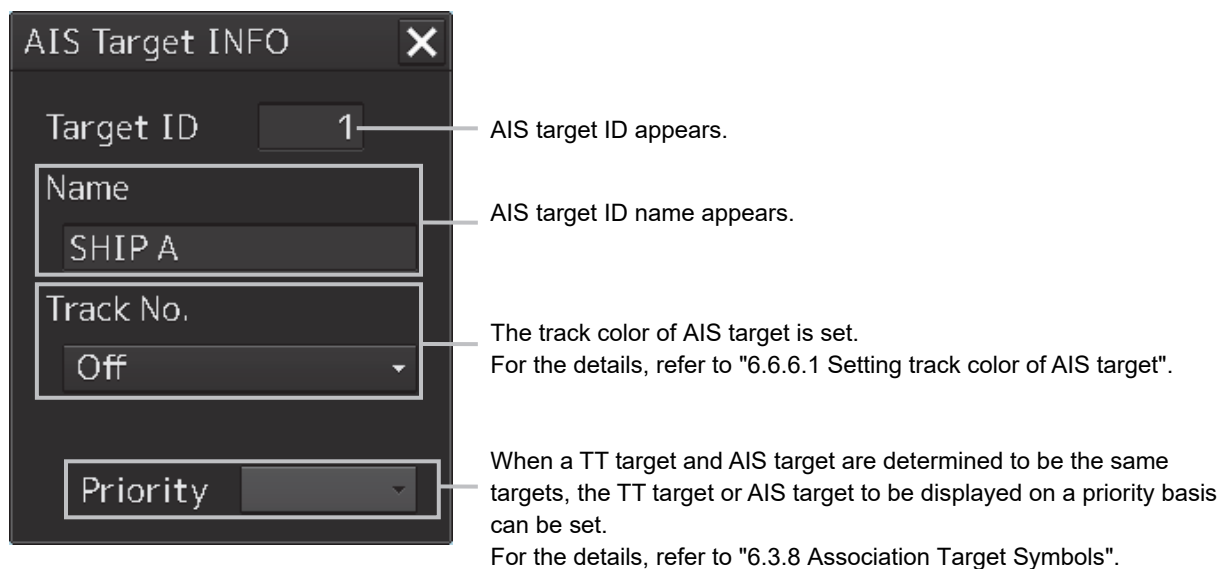 AIS Target INFO
Target ID 1
AIS target ID appears.
Name
SHIP A
AIS target ID name appears.
Track No.
Off
The track color of AIS target is set.
For the details, refer to "6.6.6.1 Setting track color of AIS target".
Priority
When a TT target and AIS target are determined to be the same
targets, the TT target or AIS target to be displayed on a priority basis
can be set.
For the details, refer to "6.3.8 Association Target Symbols".